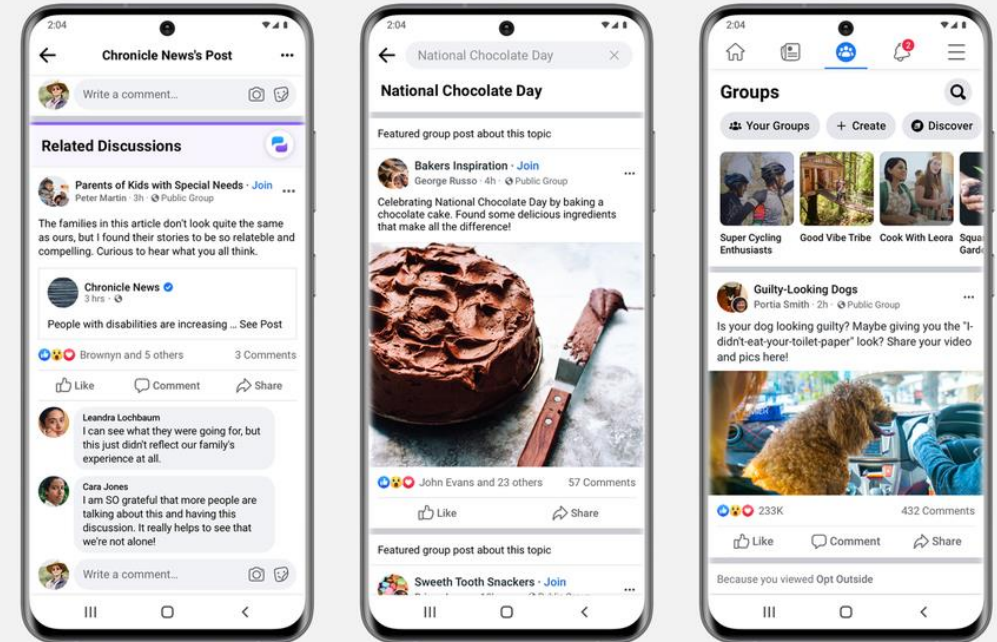 2:04
Chronicle News's Post
Write a comment...
Related Discussions
Parents of Kids with Special Needs · Join
Peter Martin · 3h · Public Group
The families in this article don't look quite the same
as ours, but I found their stories to be so relateble and
compelling. Curious to hear what you all think.
Chronicle News
3 hrs ·
People with disabilities are increasing ... See Post
Brownyn and 5 others 3 Comments
Like Comment Share
Leandra Lochbaum
I can see what they were going for, but
this just didn't reflect our family's
experience at all.
Cara Jones
I am SO grateful that more people are
talking about this and having this
discussion. It really helps to see that
we're not alone!
Write a comment...
2:04
National Chocolate Day
National Chocolate Day
Featured group post about this topic
Bakers Inspiration · Join
George Russo · 4h · Public Group
Celebrating National Chocolate Day by baking a
chocolate cake. Found some delicious ingredients
that make all the difference!
John Evans and 23 others 57 Comments
Like Share
Featured group post about this topic
Sweeth Tooth Snackers · Join
2:04
2
Groups
Your Groups + Create Discover
Super Cycling
Enthusiasts
Good Vibe Tribe
Cook With Leora
Squa
Garde
Guilty-Looking Dogs
Portia Smith · 2h · Public Group
Is your dog looking guilty? Maybe giving you the "I-
didn't-eat-your-toilet-paper" look? Share your video
and pics here!
233K 432 Comments
Like Comment Share
Because you viewed Opt Outside